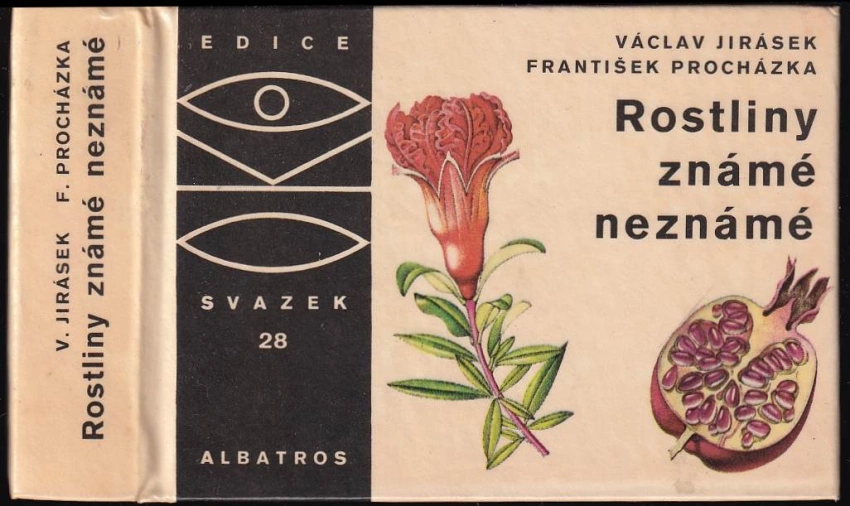 V. JIRÁSEK F. PROCHÁZKA
Rostliny známé neznámé
EDICE
SVAZEK
28
ALBATROS
VÁCLAV JIRÁSEK
FRANTIŠEK PROCHÁZKA
Rostliny
známé
neznámé